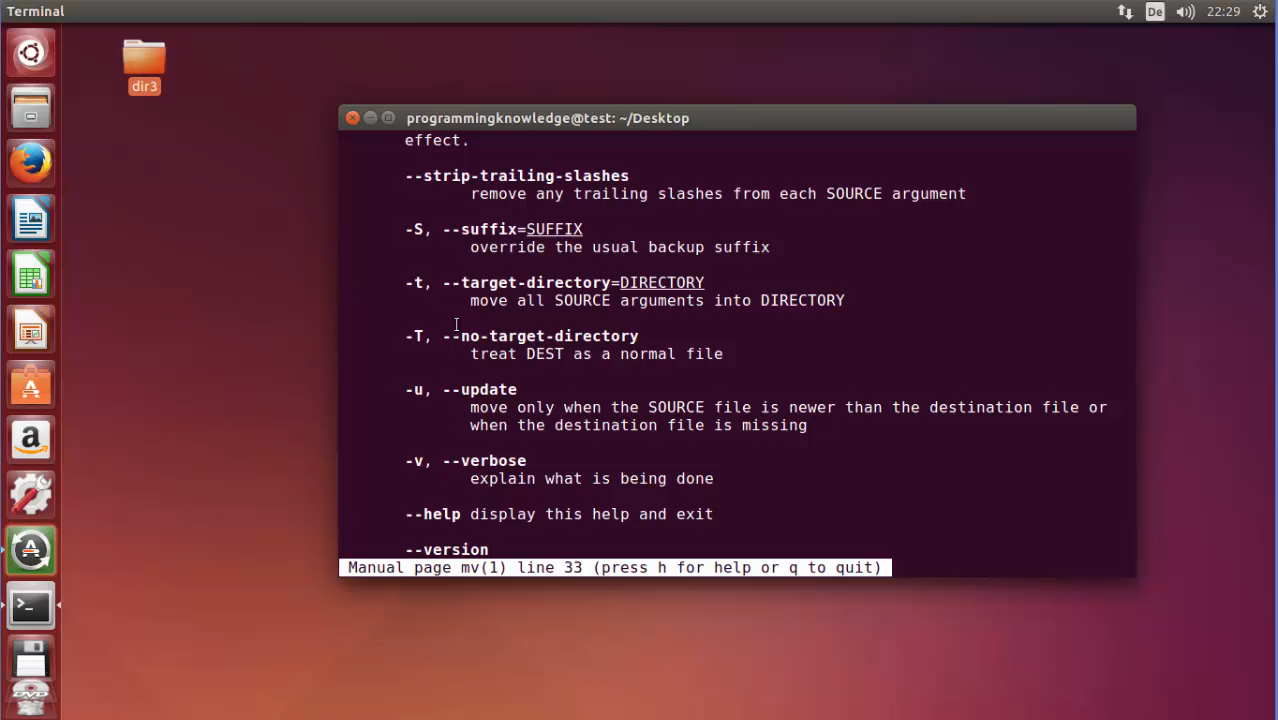 Terminal
De
22:29
dir3
programmingknowledge@test: ~/Desktop
effect.
--strip-trailing-slashes
remove any trailing slashes from each SOURCE argument
-S, --suffix=SUFFIX
override the usual backup suffix
-t, --target-directory=DIRECTORY
move all SOURCE arguments into DIRECTORY
-T, --no-target-directory
treat DEST as a normal file
-u, --update
move only when the SOURCE file is newer than the destination file or
when the destination file is missing
-v, --verbose
explain what is being done
--help display this help and exit
--version
Manual page mv(1) line 33 (press h for help or q to quit)